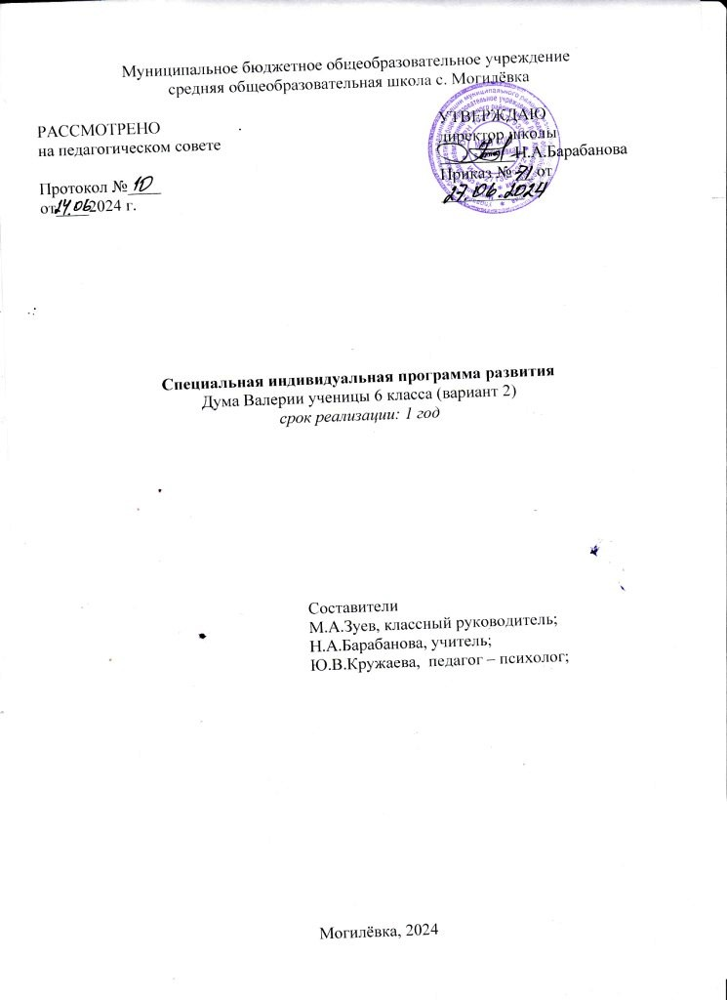 Муниципальное бюджетное общеобразовательное учреждение
средняя общеобразовательная школа с. Могилёвка
РАССМОТРЕНО
на педагогическом совете
Протокол № 10
от 14.06 2024 г.
УТВЕРЖДАЮ
директор школы
Н.А.Барабанова
Приказ № 71 от
27.06.2024
Специальная индивидуальная программа развития
Дума Валерии ученицы 6 класса (вариант 2)
срок реализации: 1 год
Составители
М.А.Зуев, классный руководитель;
Н.А.Барабанова, учитель;
Ю.В.Кружаева, педагог – психолог;
Могилёвка, 2024